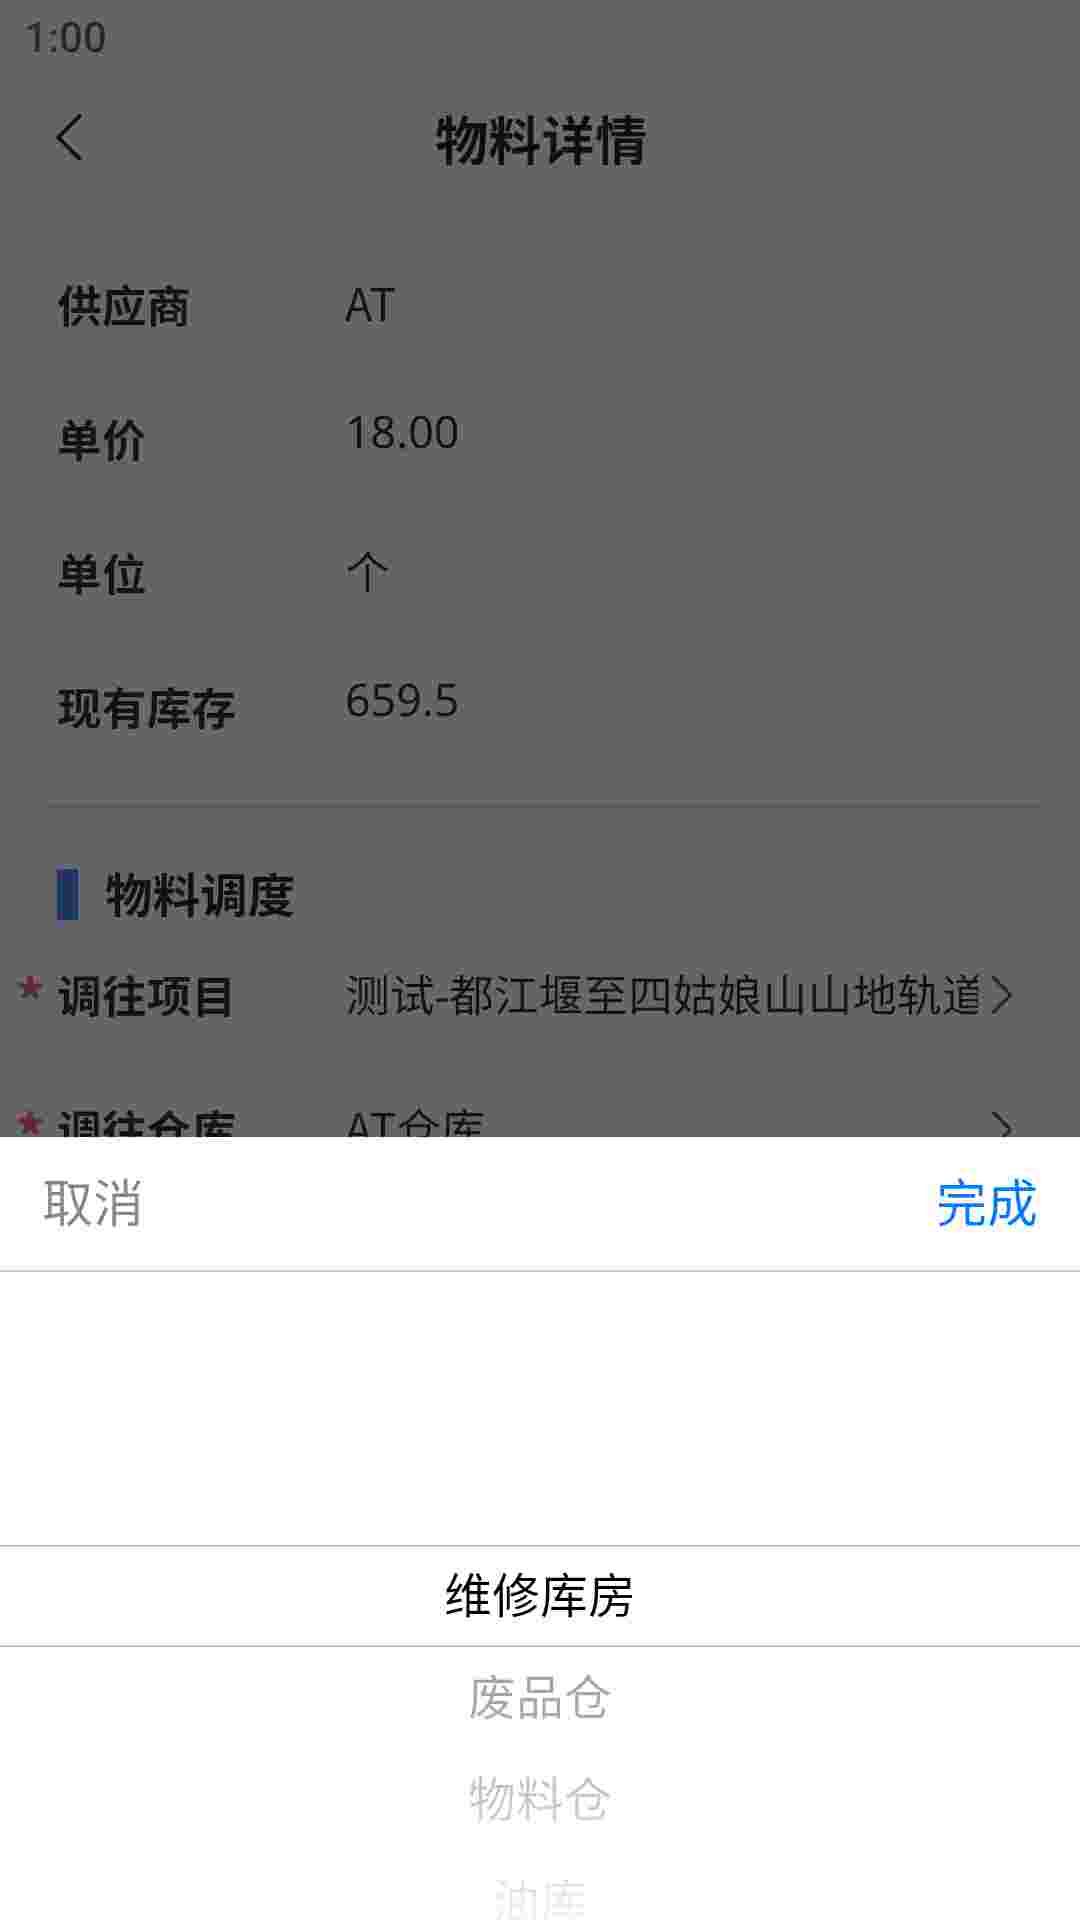 1:00
物料详情
供应商 AT
单价 18.00
单位 个
现有库存 659.5
物料调度
* 调往项目 测试-都江堰至四姑娘山山地轨道
* 调往仓库 AT仓库
取消 完成
维修库房
废品仓
物料仓
油库